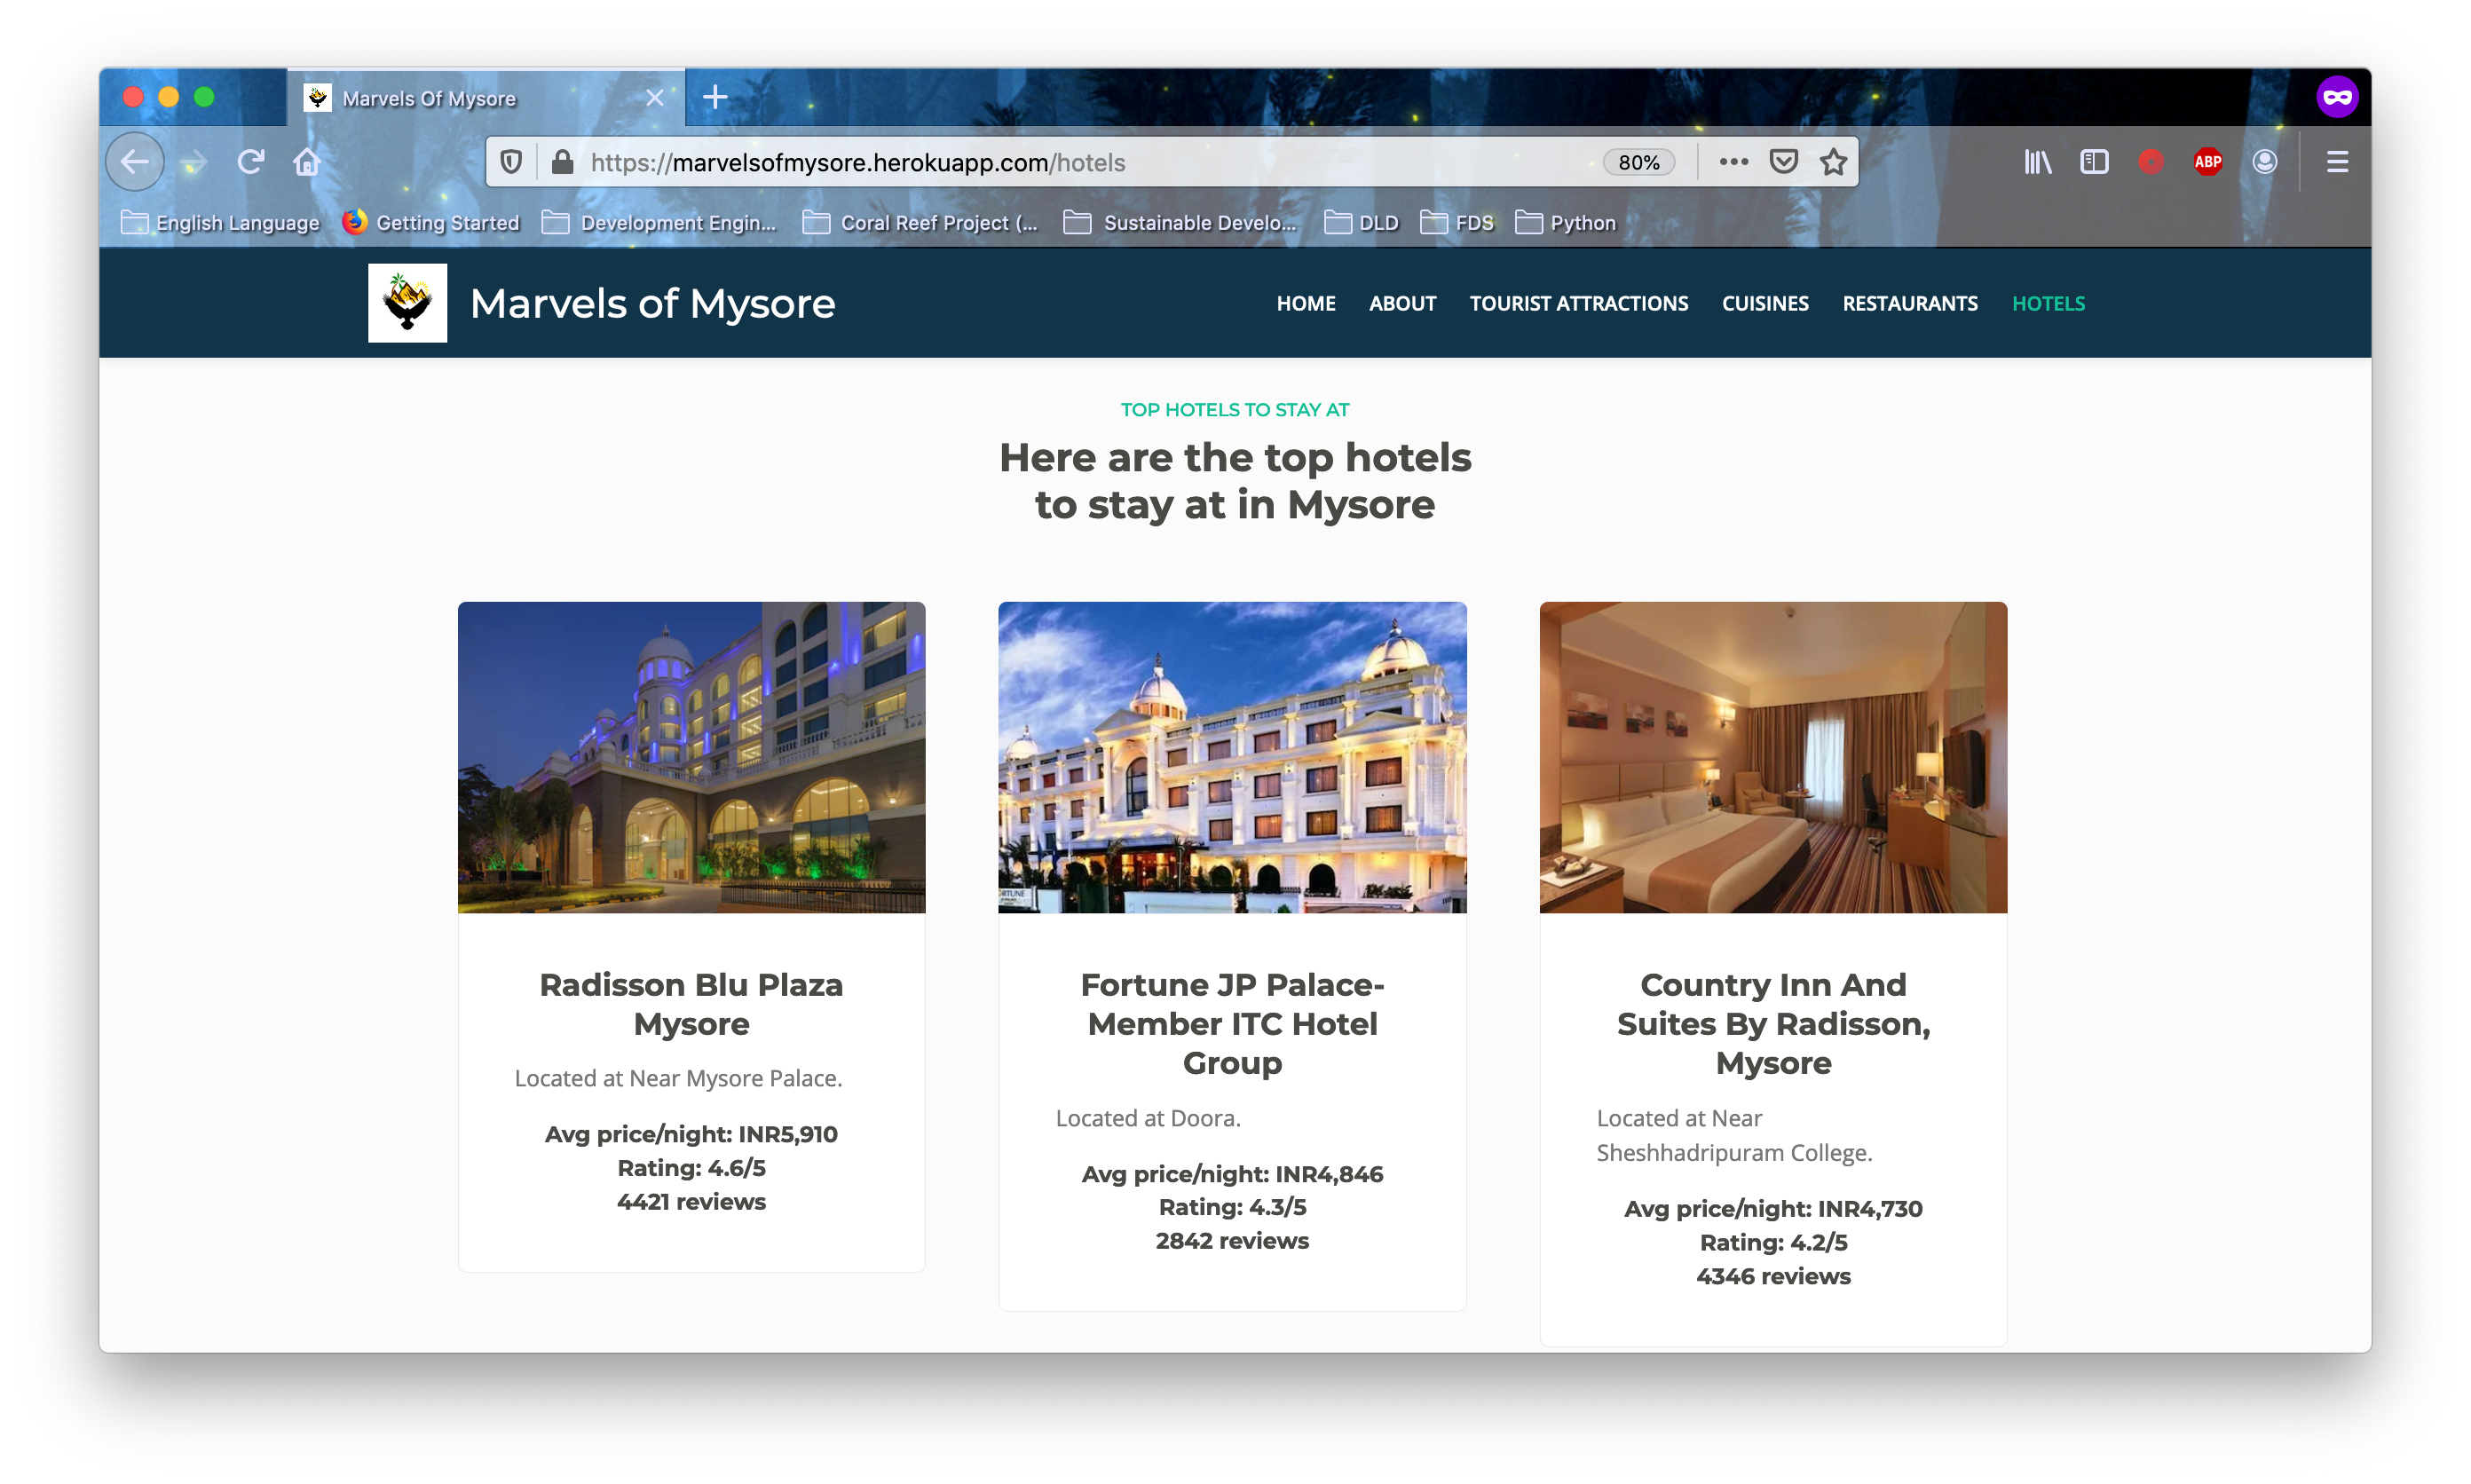 Marvels Of Mysore
https://marvelsofmysore.herokuapp.com/hotels
80%
ABP
English Language
Getting Started
Development Engin...
Coral Reef Project (...
Sustainable Develo...
DLD
FDS
Python
Marvels of Mysore
HOME
ABOUT
TOURIST ATTRACTIONS
CUISINES
RESTAURANTS
HOTELS
TOP HOTELS TO STAY AT
Here are the top hotels
to stay at in Mysore
Radisson Blu Plaza
Mysore
Located at Near Mysore Palace.
Avg price/night: INR5,910
Rating: 4.6/5
4421 reviews
Fortune JP Palace-
Member ITC Hotel
Group
Located at Doora.
Avg price/night: INR4,846
Rating: 4.3/5
2842 reviews
Country Inn And
Suites By Radisson,
Mysore
Located at Near
Sheshhadripuram College.
Avg price/night: INR4,730
Rating: 4.2/5
4346 reviews